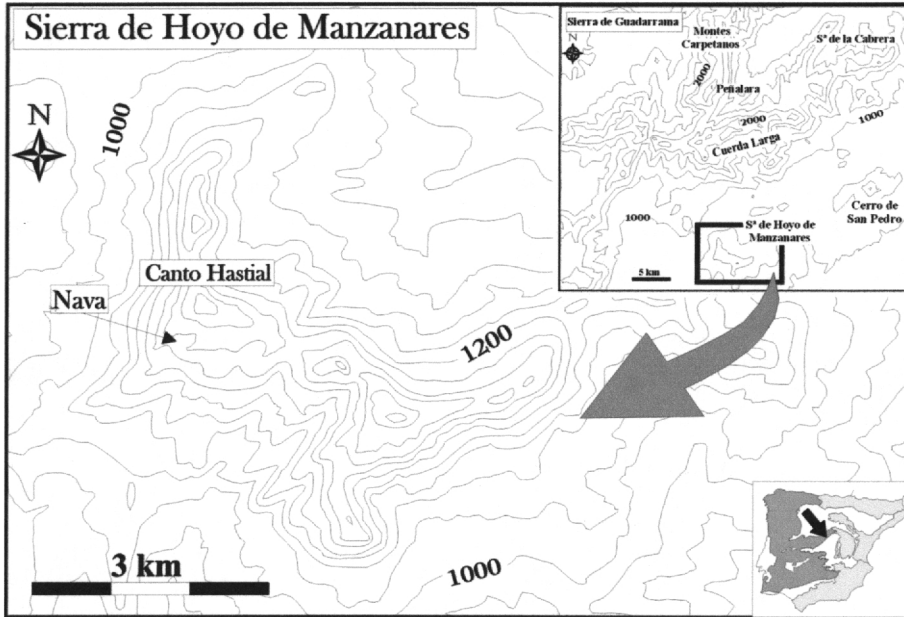 Sierra de Hoyo de Manzanares
N
1000
Canto Hastial
Nava
1200
1000
3 km
Sierra de Guadarrama
N
Montes
Carpetanos
Sª de la Cabrera
2000
Peñalara
2000
1000
Cuerda Larga
Cerro de
San Pedro
1000
Sª de Hoyo de
Manzanares
5 km